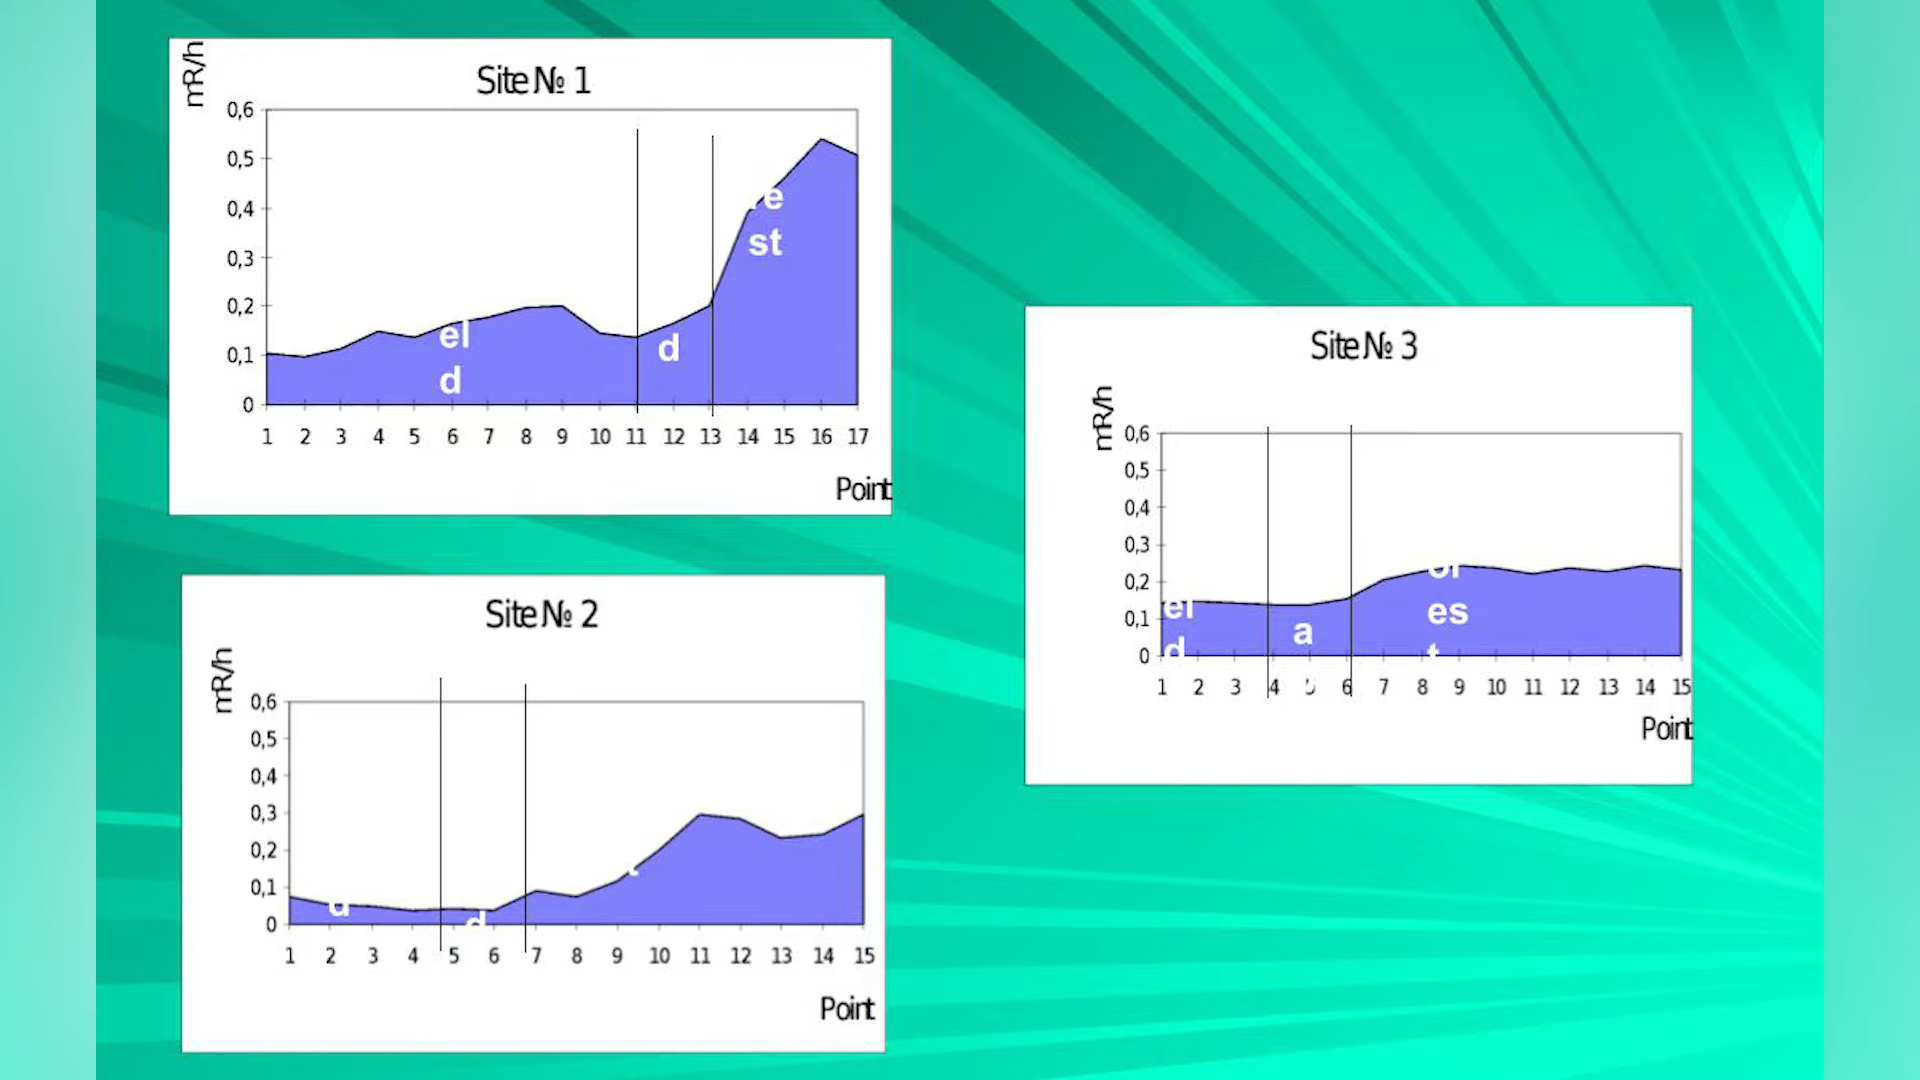 mR/h
Site № 1
0,6
0,5
0,4
0,3
0,2
0,1
0
re
st
el
d
d
1 2 3 4 5 6 7 8 9 10 11 12 13 14 15 16 17
Point
Site № 3
mR/h
0,6
0,5
0,4
0,3
0,2
0,1
0
el
d
a
or
es
t
1 2 3 4 5 6 7 8 9 10 11 12 13 14 15
Point
Site № 2
mR/h
0,6
0,5
0,4
0,3
0,2
0,1
0
d
t
1 2 3 4 5 6 7 8 9 10 11 12 13 14 15
Point